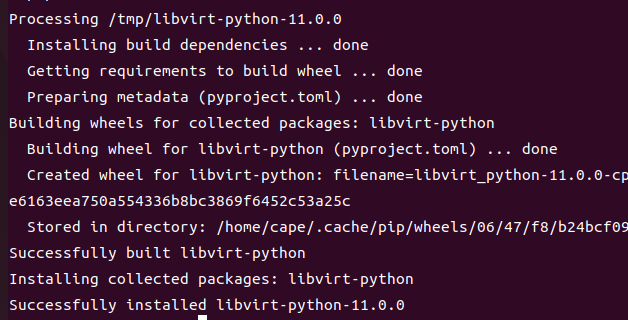 Processing /tmp/libvirt-python-11.0.0
Installing build dependencies ... done
Getting requirements to build wheel ... done
Preparing metadata (pyproject.toml) ... done
Building wheels for collected packages: libvirt-python
Building wheel for libvirt-python (pyproject.toml) ... done
Created wheel for libvirt-python: filename=libvirt_python-11.0.0-cp
e6163eea750a554336b8bc3869f6452c53a25c
Stored in directory: /home/cape/.cache/pip/wheels/06/47/f8/b24bcf09
Successfully built libvirt-python
Installing collected packages: libvirt-python
Successfully installed libvirt-python-11.0.0